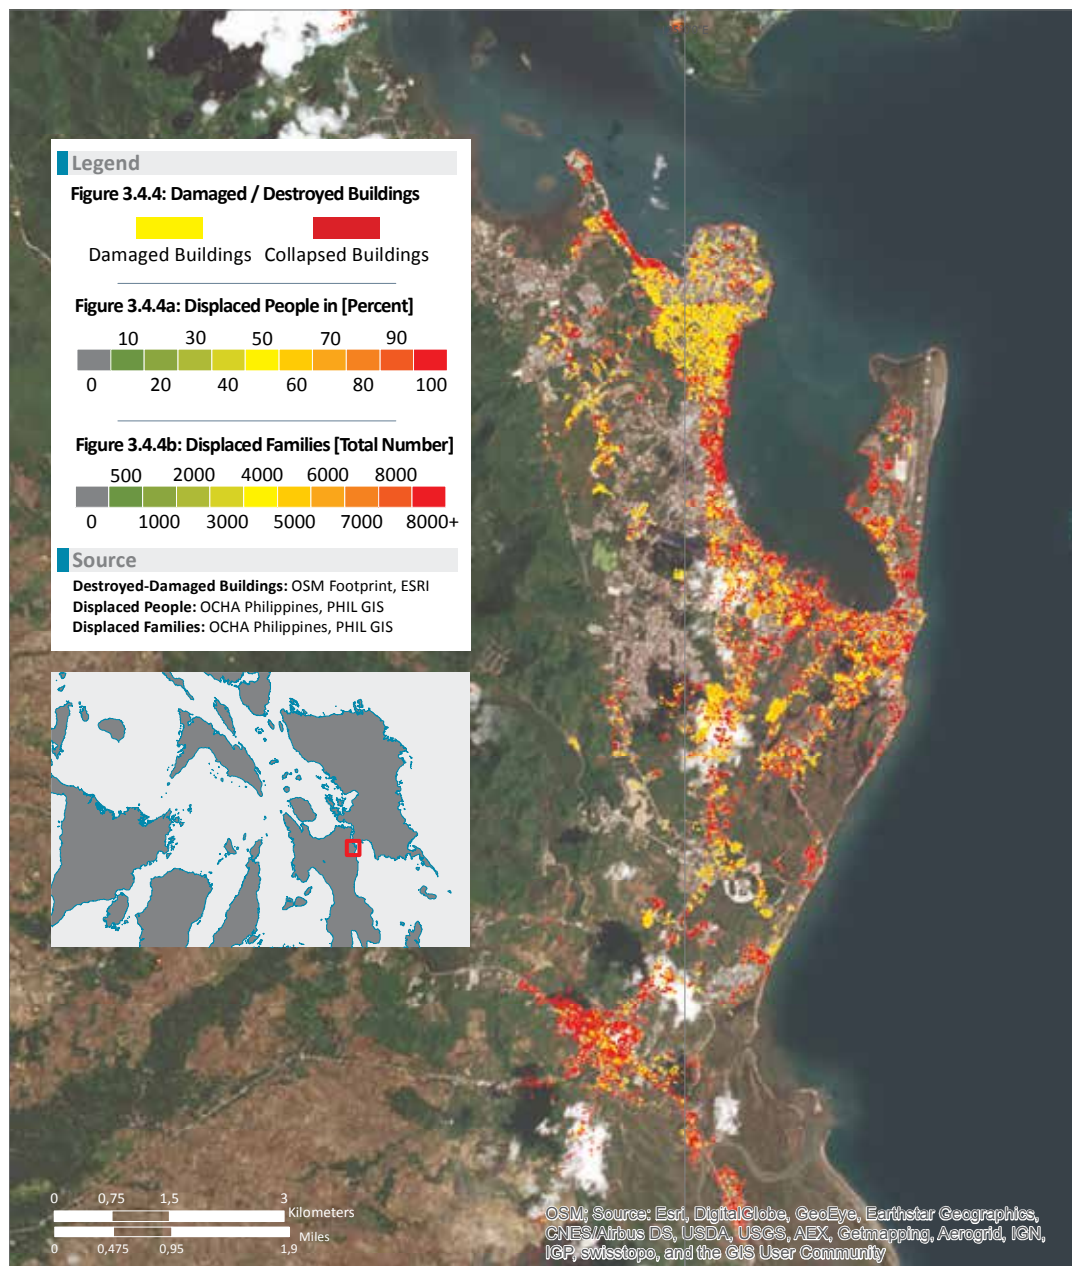 Legend
Figure 3.4.4: Damaged / Destroyed Buildings
Damaged Buildings Collapsed Buildings
Figure 3.4.4a: Displaced People in [Percent]
10 30 50 70 90
0 20 40 60 80 100
Figure 3.4.4b: Displaced Families [Total Number]
500 2000 4000 6000 8000
0 1000 3000 5000 7000 8000+
Source
Destroyed-Damaged Buildings: OSM Footprint, ESRI
Displaced People: OCHA Philippines, PHIL GIS
Displaced Families: OCHA Philippines, PHIL GIS
0 0,75 1,5 3
Kilometers
Miles
0 0,475 0,95 1,9
OSM; Source: Esri, DigitalGlobe, GeoEye, Earthstar Geographics,
CNES/Airbus DS, USDA, USGS, AEX, Getmapping, Aerogrid, IGN,
IGP, swisstopo, and the GIS User Community